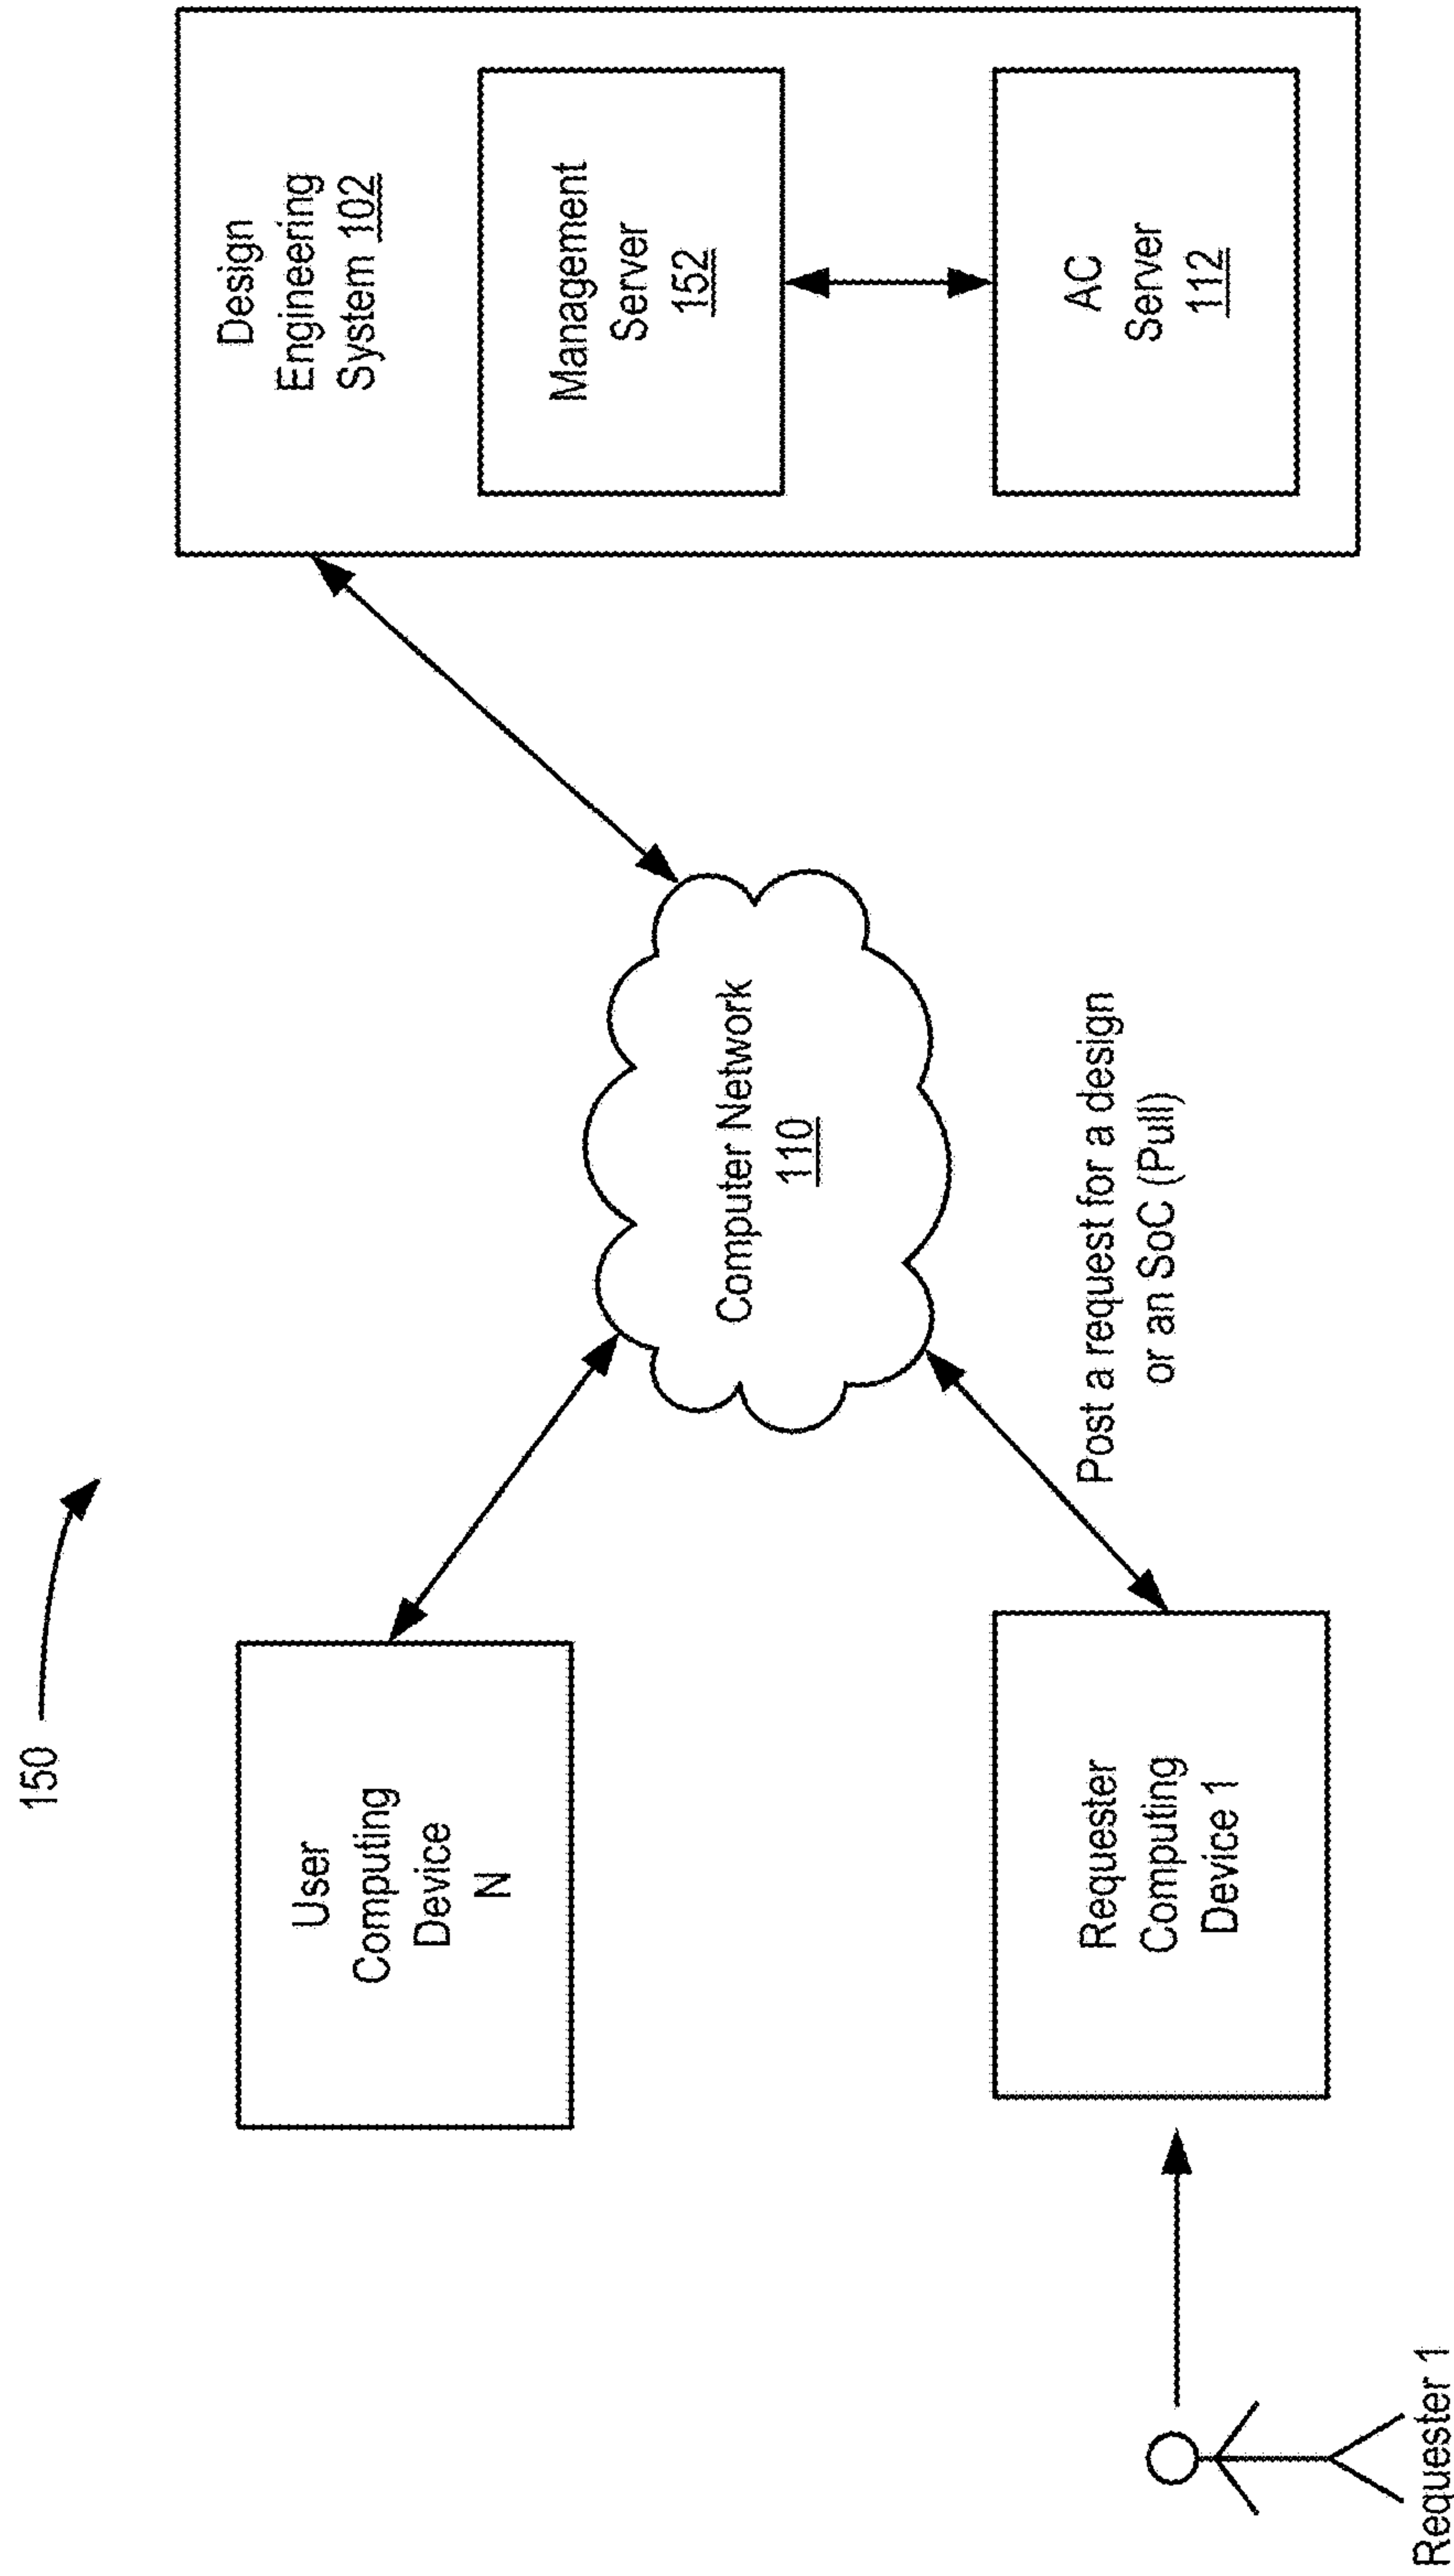 150
User
Computing
Device
N
Requester 1
Requester
Computing
Device 1
Computer Network
110
Post a request for a design
or an SoC (Pull)
Design
Engineering
System 102
Management
Server
152
AC
Server
112